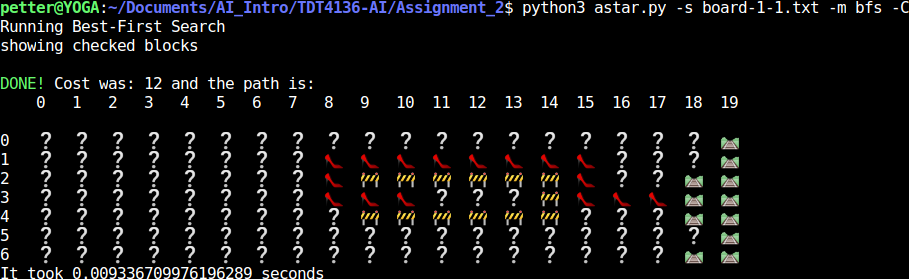 petter@YOGA:~/Documents/AI_Intro/TDT4136-AI/Assignment_2$ python3 astar.py -s board-1-1.txt -m bfs -C
Running Best-First Search
showing checked blocks
DONE! Cost was: 12 and the path is:
0 1 2 3 4 5 6 7 8 9 10 11 12 13 14 15 16 17 18 19
0 ? ? ? ? ? ? ? ? ? ? ? ? ? ? ? ? ? ? ?
1 ? ? ? ? ? ? ? ? ? ? ?
2 ? ? ? ? ? ? ? ? ? ?
3 ? ? ? ? ? ? ? ? ? ? ?
4 ? ? ? ? ? ? ? ? ? ? ? ?
5 ? ? ? ? ? ? ? ? ? ? ? ? ? ? ? ? ? ? ?
6 ? ? ? ? ? ? ? ? ? ? ? ? ? ? ? ? ? ?
It took 0.009336709976196289 seconds